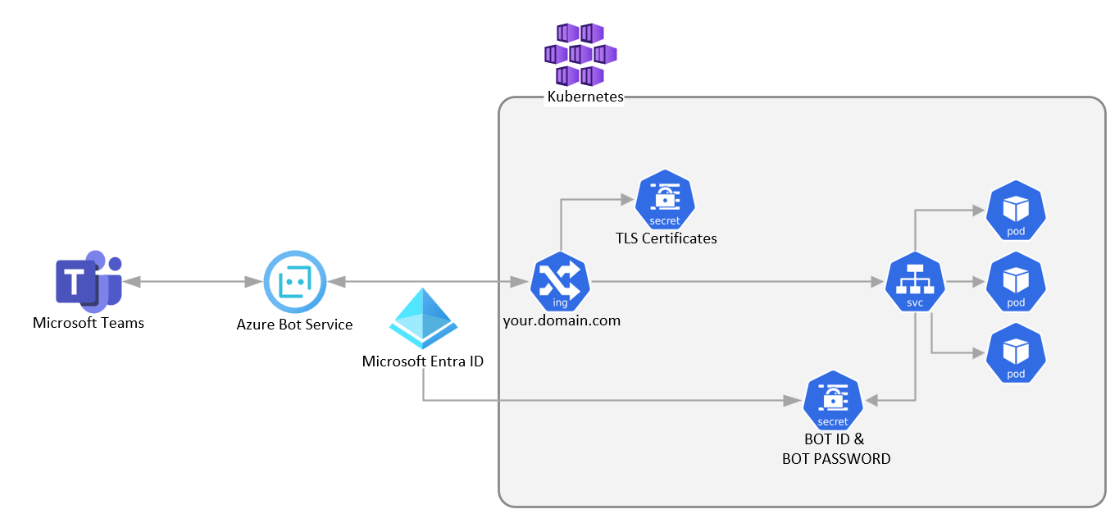 Kubernetes
secret
TLS Certificates
pod
T
Microsoft Teams
Azure Bot Service
Microsoft Entra ID
ing
your.domain.com
svc
pod
pod
secret
BOT ID &
BOT PASSWORD